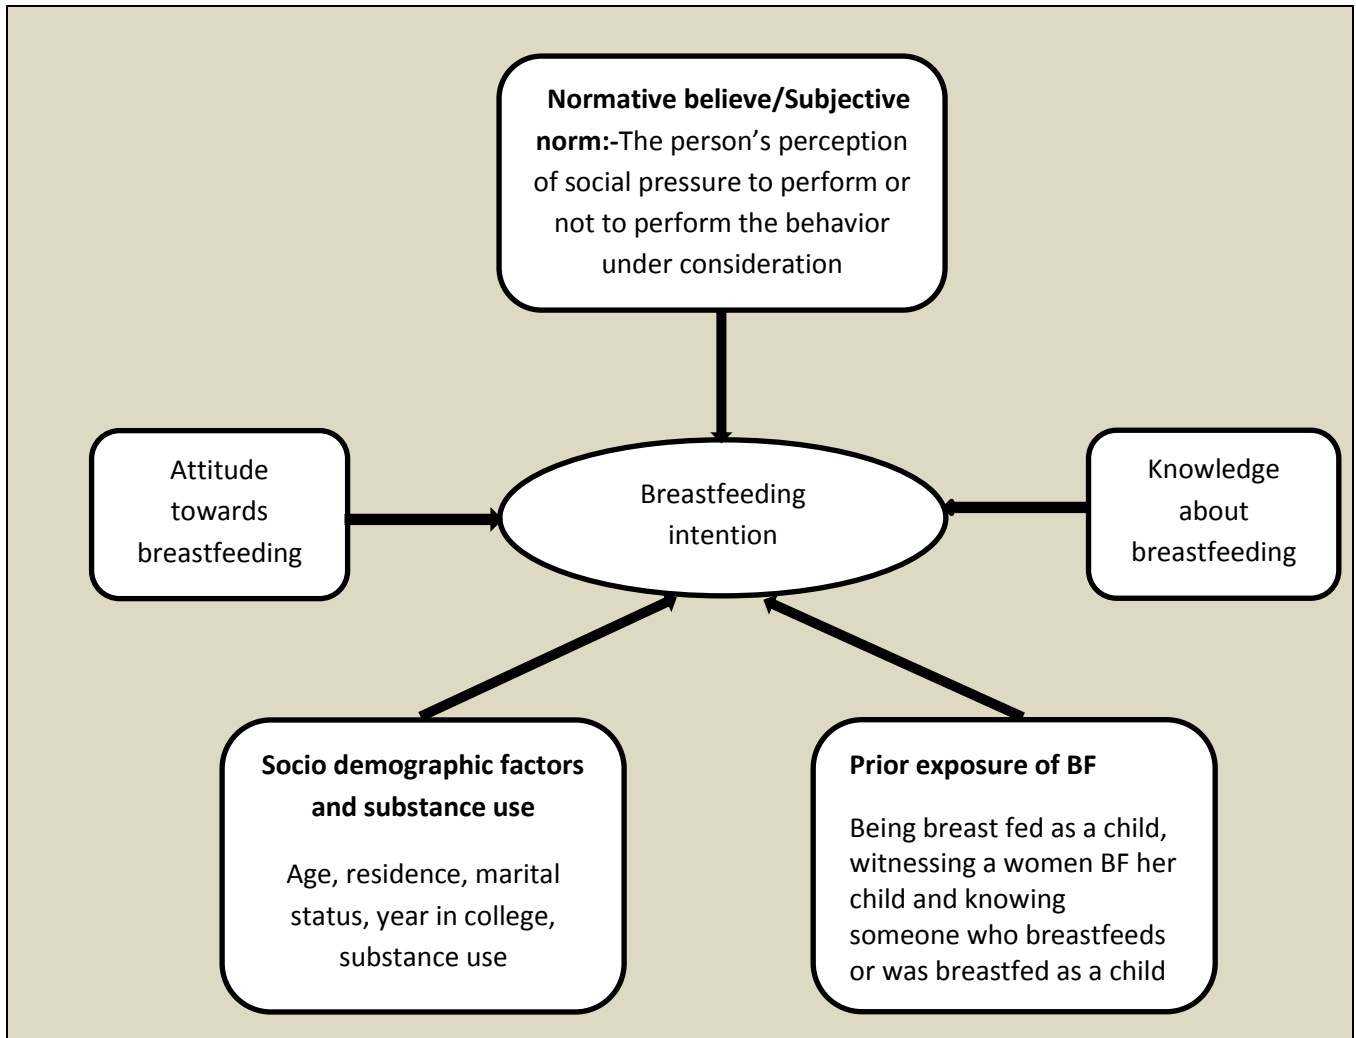 Normative believe/Subjective
norm:-The person’s perception
of social pressure to perform or
not to perform the behavior
under consideration
Attitude
towards
breastfeeding
Breastfeeding
intention
Knowledge
about
breastfeeding
Socio demographic factors
and substance use
Age, residence, marital
status, year in college,
substance use
Prior exposure of BF
Being breast fed as a child,
witnessing a women BF her
child and knowing
someone who breastfeeds
or was breastfed as a child